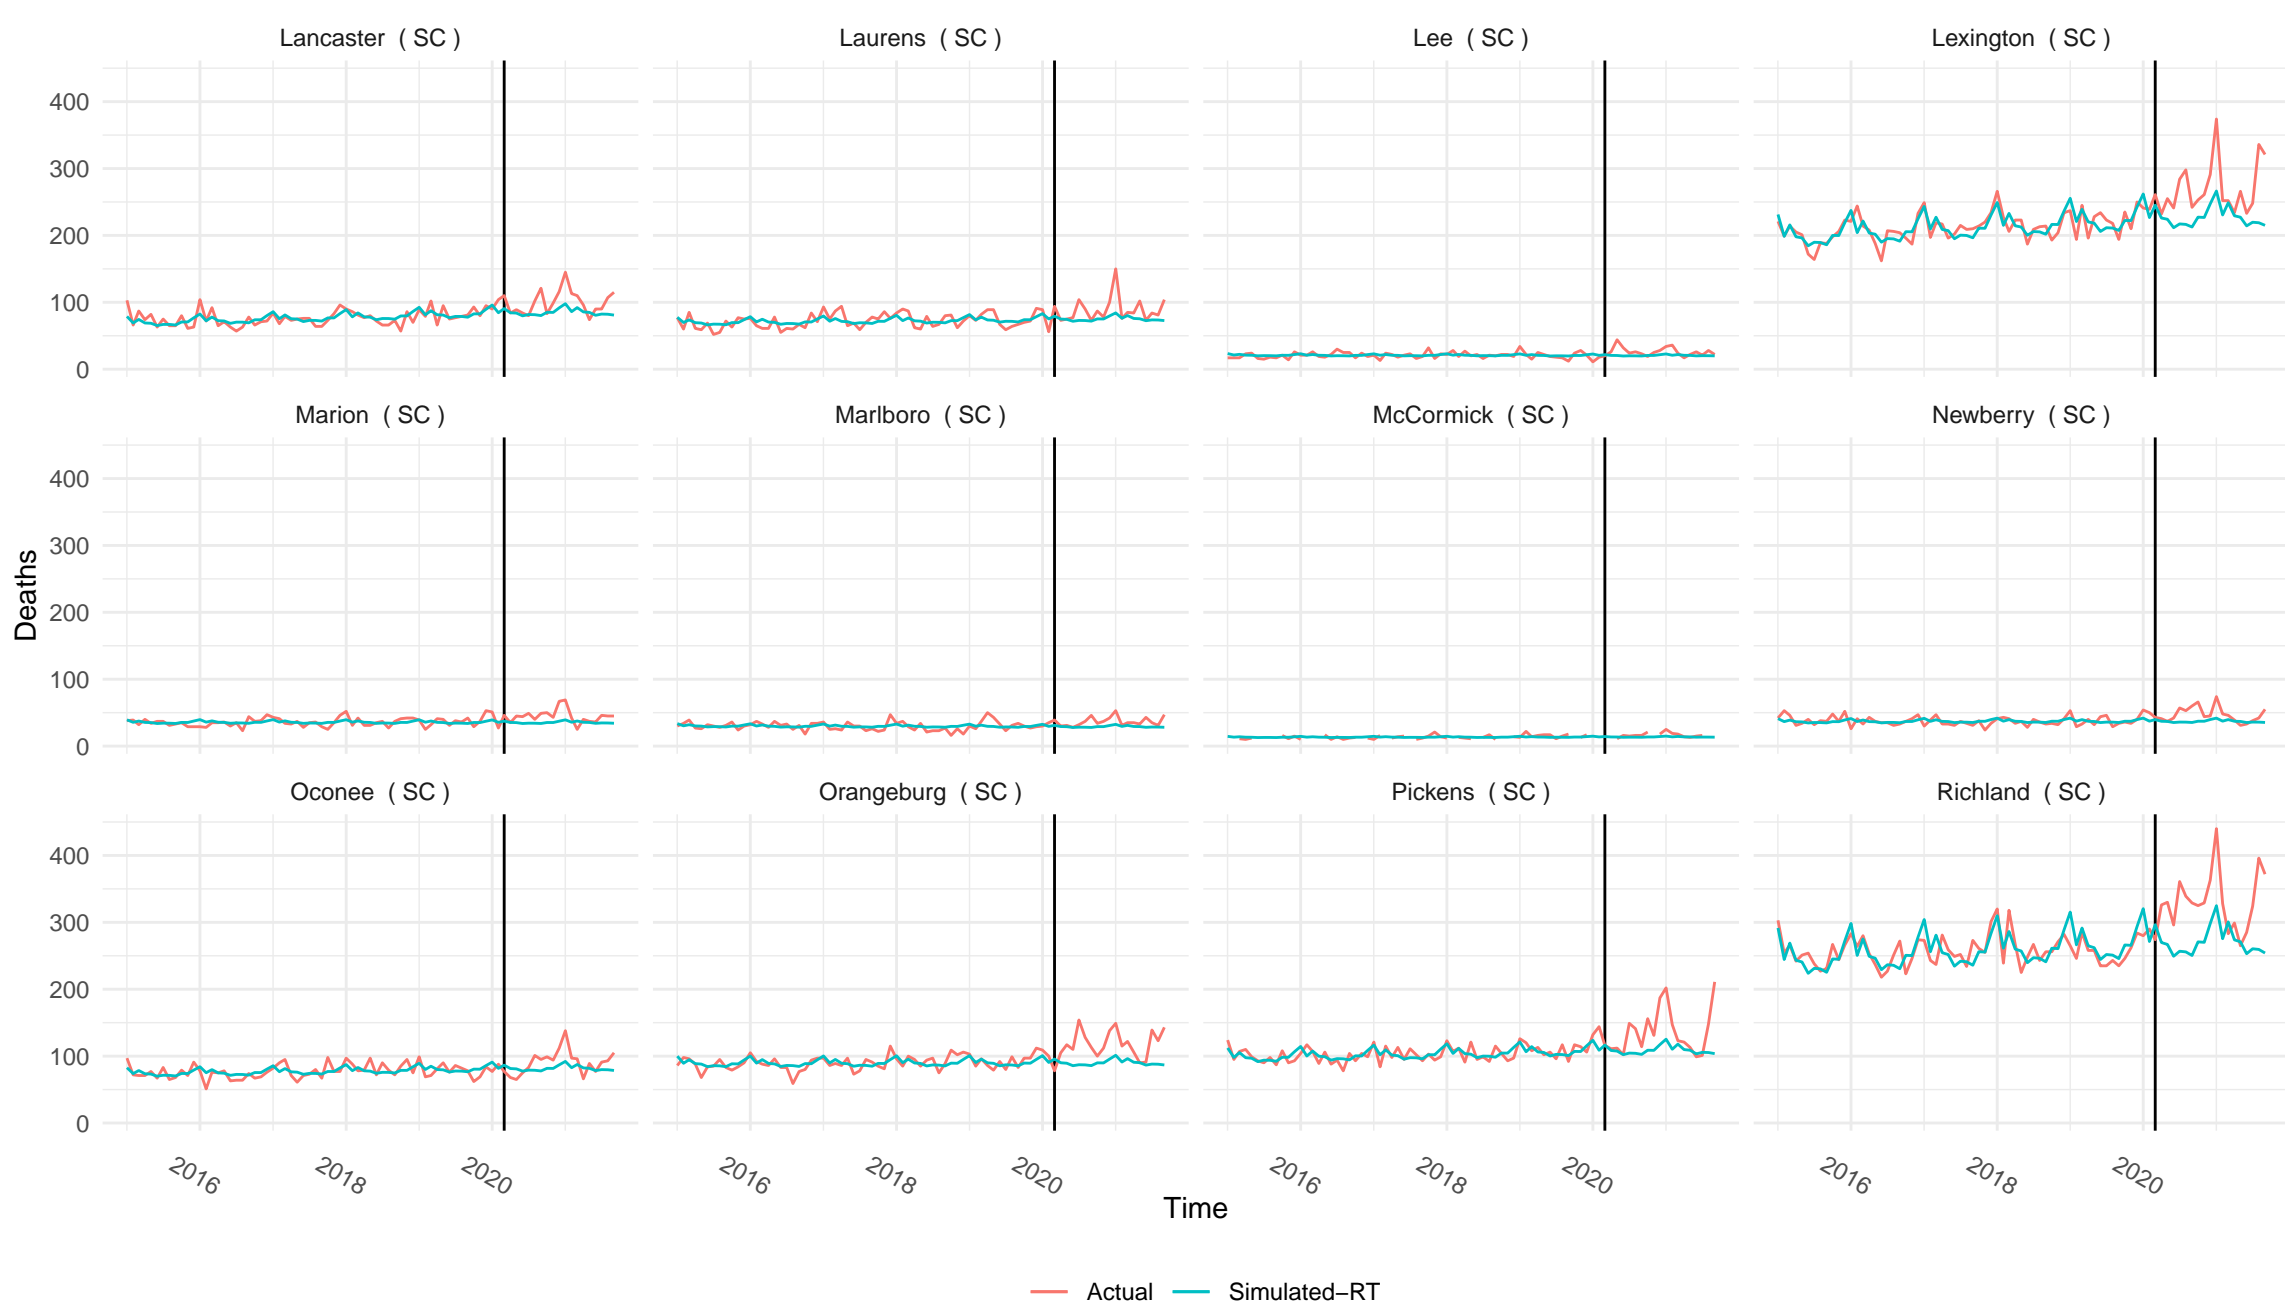 Lancaster ( SC )
Laurens ( SC )
Lee ( SC )
Lexington ( SC )
400
300
200
100
0
Marion ( SC )
Marlboro ( SC )
McCormick ( SC )
Newberry ( SC )
400
300
200
100
0
Deaths
Oconee ( SC )
Orangeburg ( SC )
Pickens ( SC )
Richland ( SC )
400
300
200
100
0
2016 2018 2020
2016 2018 2020
2016 2018 2020
2016 2018 2020
Time
Actual Simulated−RT